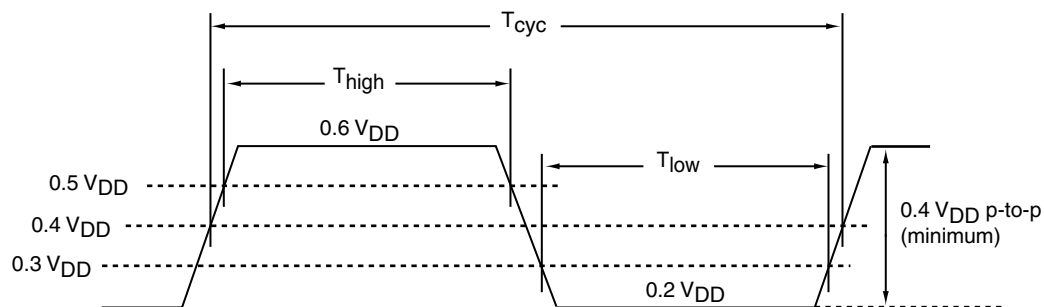 Tcyc
Thigh
0.6 VDD
Tlow
0.5 VDD
0.4 VDD
0.4 VDD p-to-p
(minimum)
0.3 VDD
0.2 VDD